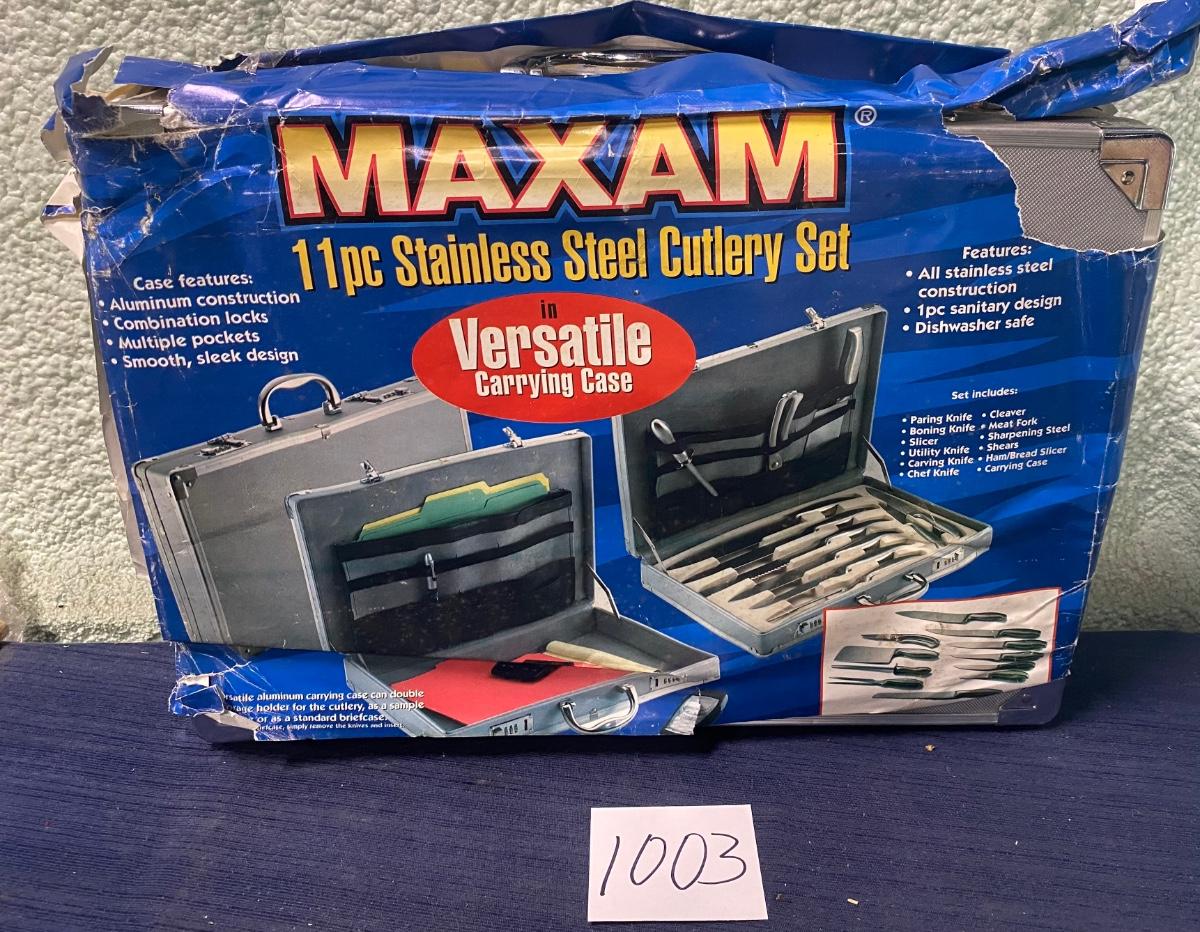 MAXAM®
11pc Stainless Steel Cutlery Set
in
Versatile
Carrying Case
Case features:
• Aluminum construction
• Combination locks
• Multiple pockets
• Smooth, sleek design
Features:
• All stainless steel
construction
• 1pc sanitary design
• Dishwasher safe
Set includes:
• Paring Knife
• Boning Knife
• Slicer
• Utility Knife
• Carving Knife
• Chef Knife
• Cleaver
• Meat Fork
• Sharpening Steel
• Shears
• Ham/Bread Slicer
• Carrying Case
aluminum carrying case can double
holder for the cutlery, as a sample
or as a standard briefcase.
simply remove the knives and insert
1003